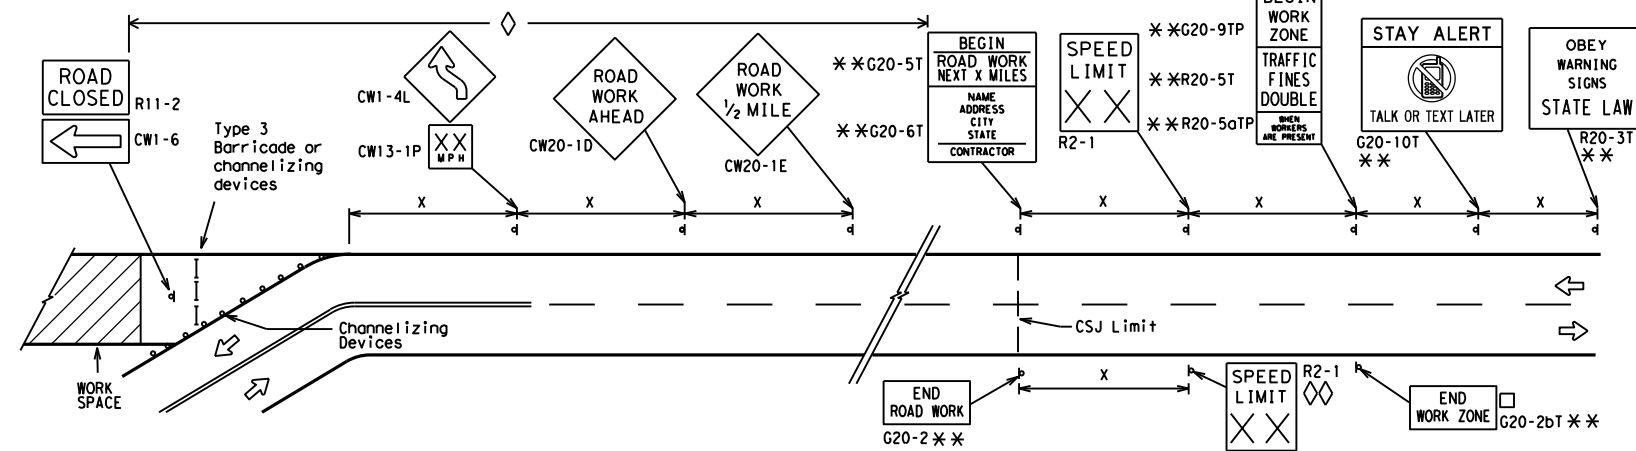 ROAD
CLOSED
R11-2
CW1-6
Type 3
Barricade or
channelizing
devices
CW1-4L
XX
MPH
CW13-1P
ROAD
WORK
AHEAD
CW20-1D
ROAD
WORK
1/2 MILE
CW20-1E
BEGIN
ROAD WORK
NEXT X MILES
**G20-5T
NAME
ADDRESS
CITY
STATE
CONTRACTOR
**G20-6T
SPEED
LIMIT
XX
R2-1
BEGIN
WORK
ZONE
**G20-9TP
TRAFFIC
FINES
DOUBLE
**R20-5T
WHEN
WORKERS
ARE PRESENT
**R20-5aTP
STAY ALERT
TALK OR TEXT LATER
G20-10T
**
OBEY
WARNING
SIGNS
STATE LAW
R20-3T
**
X
X
X
X
X
X
X
Channelizing
Devices
WORK
SPACE
CSJ Limit
X
END
ROAD WORK
G20-2**
SPEED
LIMIT
XX
R2-1
END
WORK ZONE
G20-2bT**